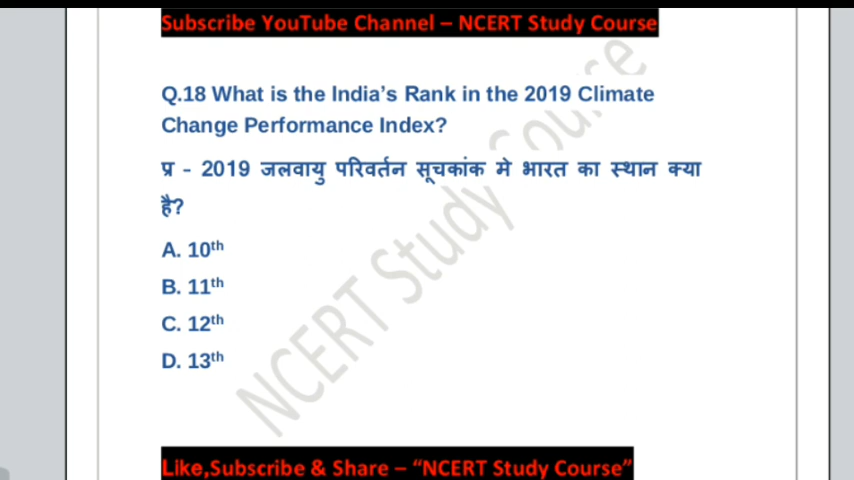 Subscribe YouTube Channel – NCERT Study Course
Q.18 What is the India's Rank in the 2019 Climate
Change Performance Index?
प्र - 2019 जलवायु परिवर्तन सूचकांक मे भारत का स्थान क्या
है?
A. 10th
B. 11th
C. 12th
D. 13th
NCERT Study Course
Like,Subscribe & Share – “NCERT Study Course”